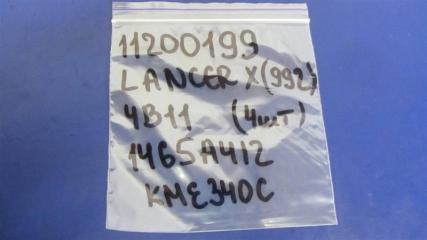 11200199
LANCER X(992)
4B11 (4шт)
1465A412
KME340C